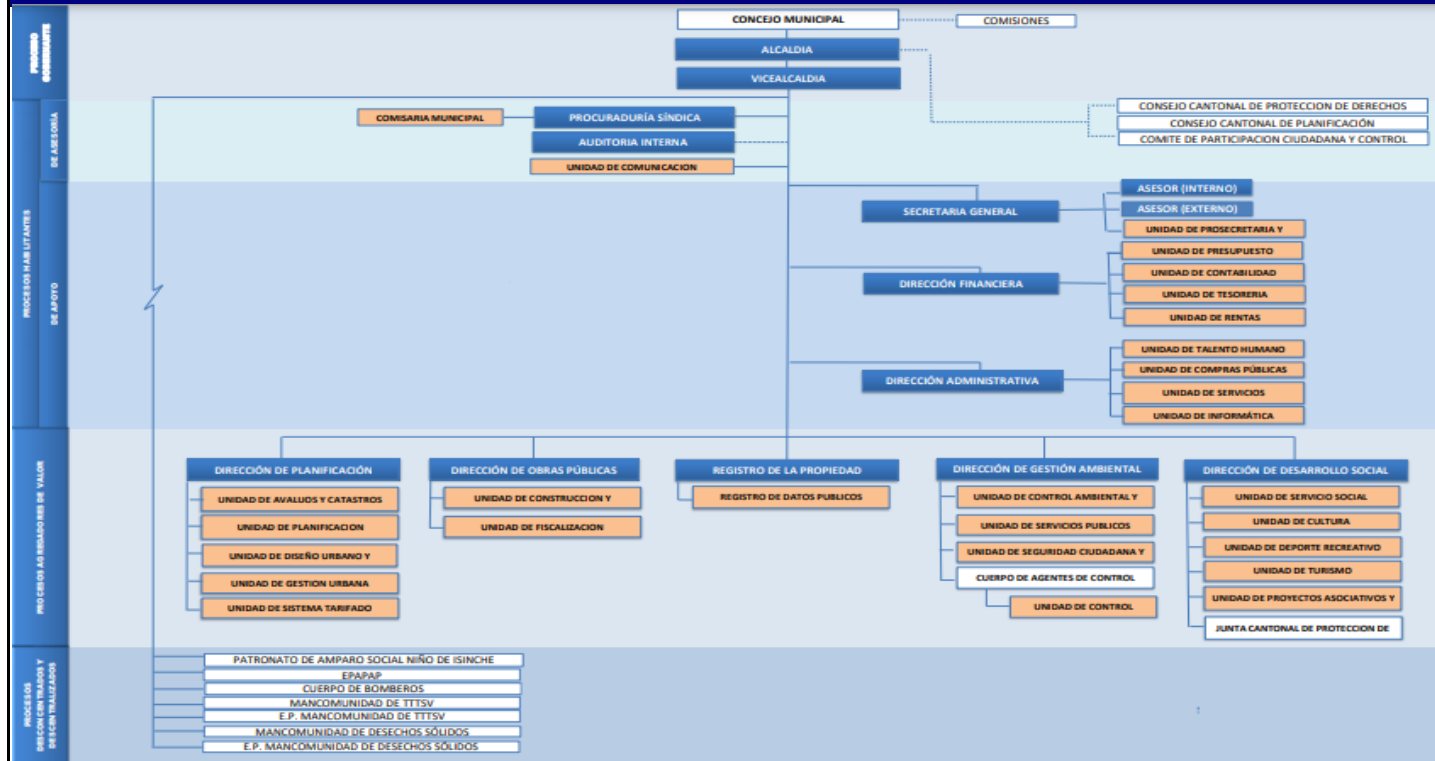 PROCESO GOBERNANTE
CONCEJO MUNICIPAL
COMISIONES
ALCALDIA
VICEALCALDIA
PROCESOS HABILITANTES
DE ASESORÍA
COMISARIA MUNICIPAL
PROCURADURÍA SÍNDICA
AUDITORIA INTERNA
UNIDAD DE COMUNICACION
CONSEJO CANTONAL DE PROTECCION DE DERECHOS
CONSEJO CANTONAL DE PLANIFICACIÓN
COMITE DE PARTICIPACION CIUDADANA Y CONTROL
DE APOYO
SECRETARIA GENERAL
ASESOR (INTERNO)
ASESOR (EXTERNO)
UNIDAD DE PROSECRETARIA Y
DIRECCIÓN FINANCIERA
UNIDAD DE PRESUPUESTO
UNIDAD DE CONTABILIDAD
UNIDAD DE TESORERIA
UNIDAD DE RENTAS
DIRECCIÓN ADMINISTRATIVA
UNIDAD DE TALENTO HUMANO
UNIDAD DE COMPRAS PÚBLICAS
UNIDAD DE SERVICIOS
UNIDAD DE INFORMÁTICA
PROCESOS AGREGADORES DE VALOR
DIRECCIÓN DE PLANIFICACIÓN
UNIDAD DE AVALUOS Y CATASTROS
UNIDAD DE PLANIFICACION
UNIDAD DE DISEÑO URBANO Y
UNIDAD DE GESTION URBANA
UNIDAD DE SISTEMA TARIFADO
DIRECCIÓN DE OBRAS PÚBLICAS
UNIDAD DE CONSTRUCCION Y
UNIDAD DE FISCALIZACION
REGISTRO DE LA PROPIEDAD
REGISTRO DE DATOS PUBLICOS
DIRECCIÓN DE GESTIÓN AMBIENTAL
UNIDAD DE CONTROL AMBIENTAL Y
UNIDAD DE SERVICIOS PUBLICOS
UNIDAD DE SEGURIDAD CIUDADANA Y
CUERPO DE AGENTES DE CONTROL
UNIDAD DE CONTROL
DIRECCIÓN DE DESARROLLO SOCIAL
UNIDAD DE SERVICIO SOCIAL
UNIDAD DE CULTURA
UNIDAD DE DEPORTE RECREATIVO
UNIDAD DE TURISMO
UNIDAD DE PROYECTOS ASOCIATIVOS Y
JUNTA CANTONAL DE PROTECCION DE
PROCESOS
DESCONCENTRADOS Y
DESCENTRALIZADOS
PATRONATO DE AMPARO SOCIAL NIÑO DE ISINCHE
EPAPAP
CUERPO DE BOMBEROS
MANCOMUNIDAD DE TTTSV
E.P. MANCOMUNIDAD DE TTTSV
MANCOMUNIDAD DE DESECHOS SÓLIDOS
E.P. MANCOMUNIDAD DE DESECHOS SÓLIDOS